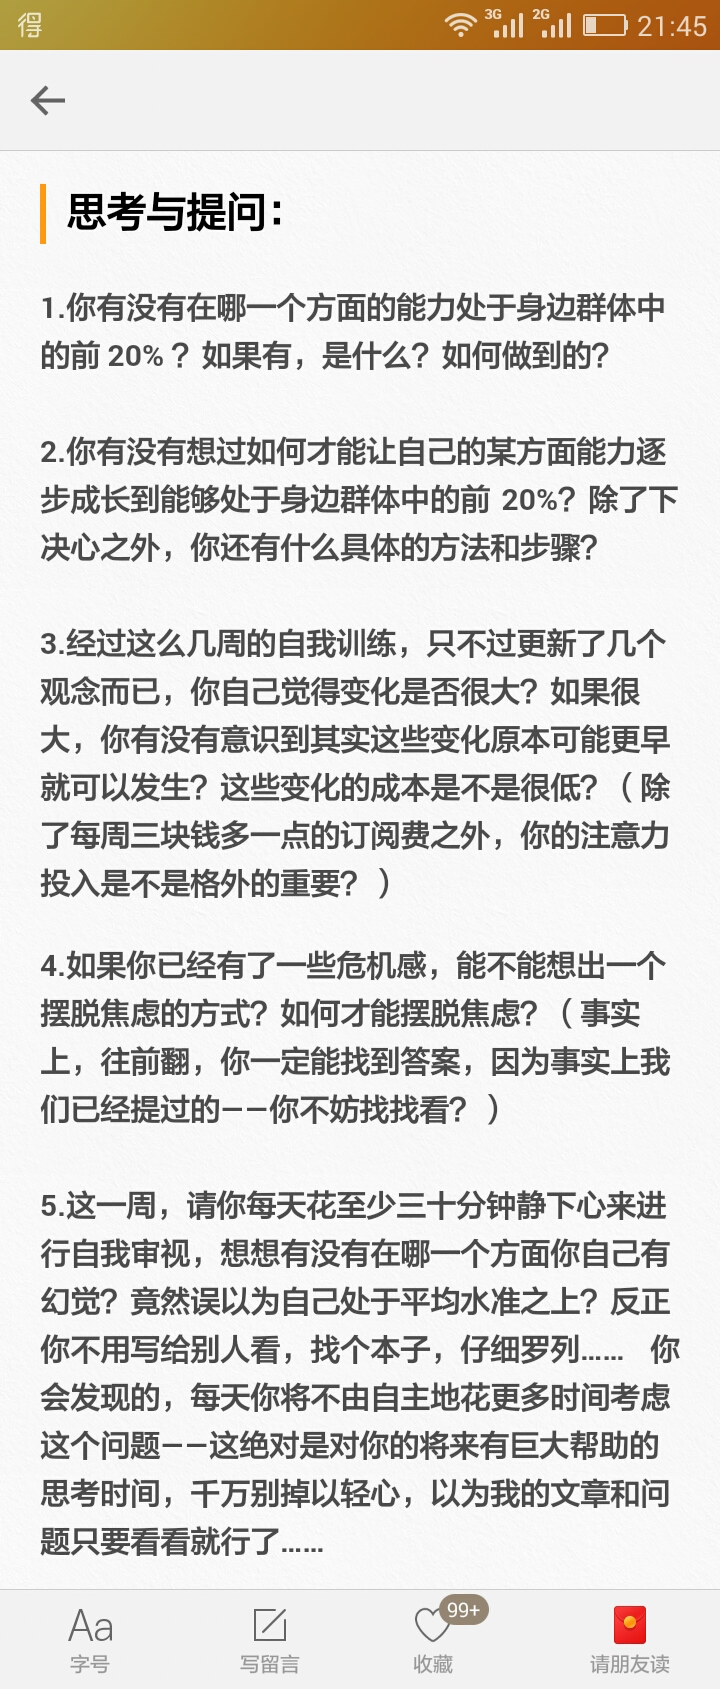 得 3G 2G 21:45
思考与提问：
1.你有没有在哪一个方面的能力处于身边群体中
的前 20% ？如果有，是什么？如何做到的？
2.你有没有想过如何才能让自己的某方面能力逐
步成长到能够处于身边群体中的前 20%？除了下
决心之外，你还有什么具体的方法和步骤？
3.经过这么几周的自我训练，只不过更新了几个
观念而已，你自己觉得变化是否很大？如果很
大，你有没有意识到其实这些变化原本可能更早
就可以发生？这些变化的成本是不是很低？（除
了每周三块钱多一点的订阅费之外，你的注意力
投入是不是格外的重要？）
4.如果你已经有了一些危机感，能不能想出一个
摆脱焦虑的方式？如何才能摆脱焦虑？（事实
上，往前翻，你一定能找到答案，因为事实上我
们已经提过的——你不妨找找看？）
5.这一周，请你每天花至少三十分钟静下心来进
行自我审视，想想有没有在哪一个方面你自己有
幻觉？竟然误以为自己处于平均水准之上？反正
你不用写给别人看，找个本子，仔细罗列…… 你
会发现的，每天你将不由自主地花更多时间考虑
这个问题——这绝对是对你的将来有巨大帮助的
思考时间，千万别掉以轻心，以为我的文章和问
题只要看看就行了……
Aa 99+
字号 写留言 收藏 请朋友读